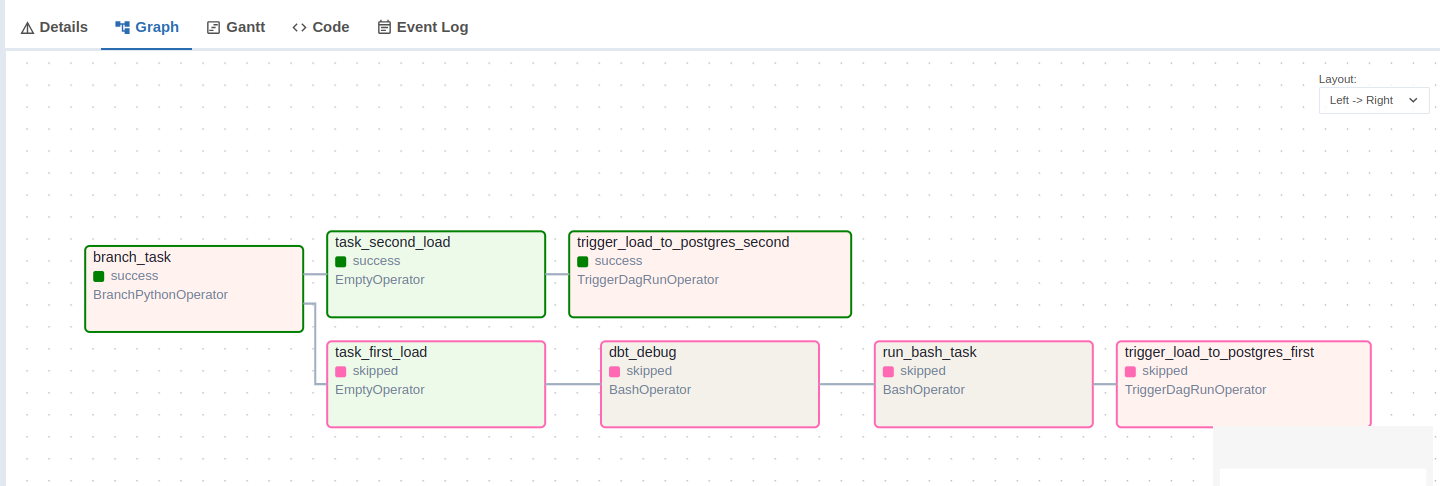 Details
Graph
Gantt
Code
Event Log
Layout:
Left -> Right
branch_task
success
BranchPythonOperator
task_second_load
success
EmptyOperator
trigger_load_to_postgres_second
success
TriggerDagRunOperator
task_first_load
skipped
EmptyOperator
dbt_debug
skipped
BashOperator
run_bash_task
skipped
BashOperator
trigger_load_to_postgres_first
skipped
TriggerDagRunOperator